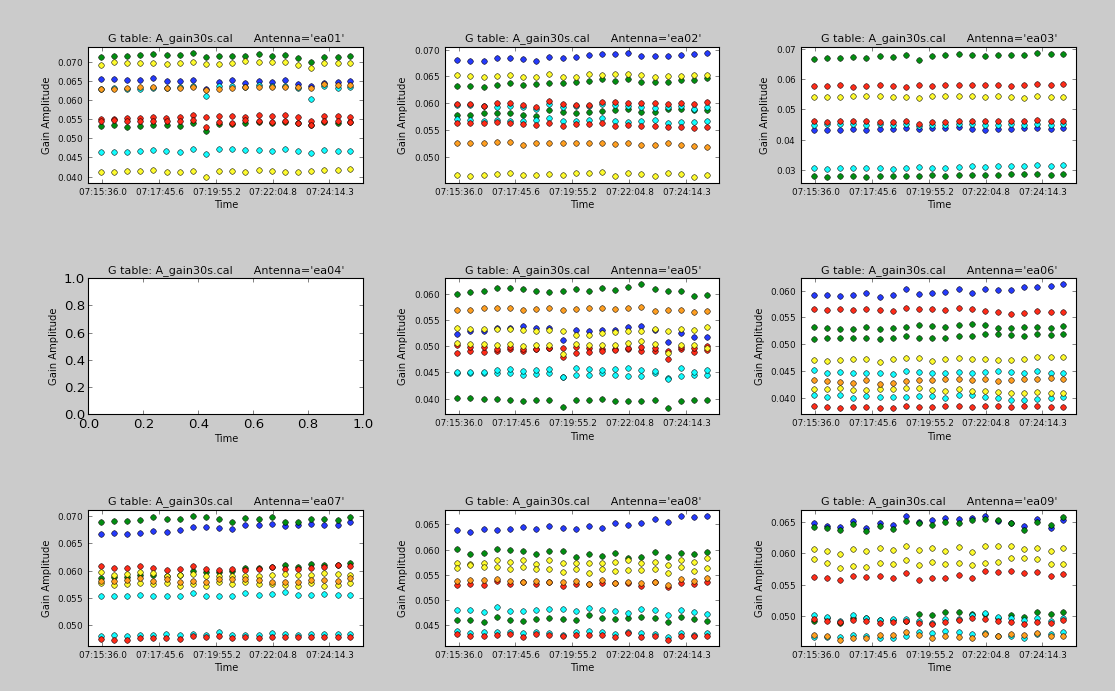 G table: A_gain30s.cal Antenna='ea01' G table: A_gain30s.cal Antenna='ea02' G table: A_gain30s.cal Antenna='ea03'
Gain Amplitude
0.070
0.065
0.060
0.055
0.050
0.045
0.040
07:15:36.0 07:17:45.6 07:19:55.2 07:22:04.8 07:24:14.3
Time
Gain Amplitude
0.070
0.065
0.060
0.055
0.050
07:15:36.0 07:17:45.6 07:19:55.2 07:22:04.8 07:24:14.3
Time
Gain Amplitude
0.07
0.06
0.05
0.04
0.03
07:15:36.0 07:17:45.6 07:19:55.2 07:22:04.8 07:24:14.3
Time
G table: A_gain30s.cal Antenna='ea04' G table: A_gain30s.cal Antenna='ea05' G table: A_gain30s.cal Antenna='ea06'
Gain Amplitude
1.0
0.8
0.6
0.4
0.2
0.0
0.0 0.2 0.4 0.6 0.8 1.0
Time
Gain Amplitude
0.060
0.055
0.050
0.045
0.040
07:15:36.0 07:17:45.6 07:19:55.2 07:22:04.8 07:24:14.3
Time
Gain Amplitude
0.060
0.055
0.050
0.045
0.040
07:15:36.0 07:17:45.6 07:19:55.2 07:22:04.8 07:24:14.3
Time
G table: A_gain30s.cal Antenna='ea07' G table: A_gain30s.cal Antenna='ea08' G table: A_gain30s.cal Antenna='ea09'
Gain Amplitude
0.070
0.065
0.060
0.055
0.050
07:15:36.0 07:17:45.6 07:19:55.2 07:22:04.8 07:24:14.3
Time
Gain Amplitude
0.065
0.060
0.055
0.050
0.045
07:15:36.0 07:17:45.6 07:19:55.2 07:22:04.8 07:24:14.3
Time
Gain Amplitude
0.065
0.060
0.055
0.050
07:15:36.0 07:17:45.6 07:19:55.2 07:22:04.8 07:24:14.3
Time